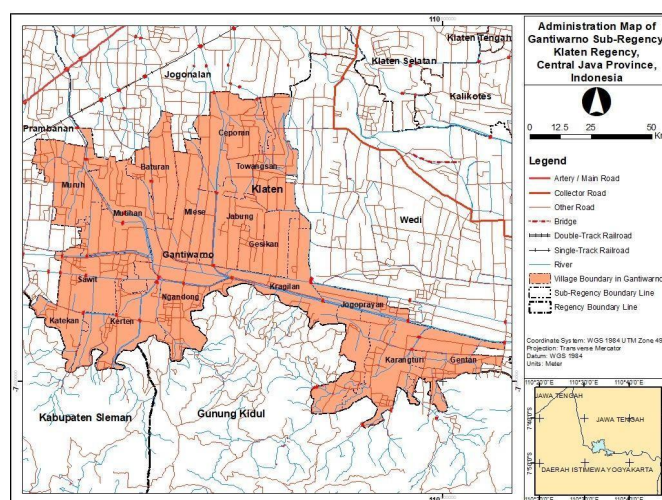 110
Administration Map of
Gantiwarno Sub-Regency
Klaten Regency,
Central Java Province,
Indonesia
0 12.5 25 50
Legend
Artery / Main Road
Collector Road
Other Road
Bridge
Double-Track Railroad
Single-Track Railroad
River
Village Boundary in Gantiwarno
Sub-Regency Boundary Line
Regency Boundary Line
Coordinate System: WGS 1984 UTM Zone 49
Projection: Transverse Mercator
Datum: WGS 1984
Units: Meter
JAWA TENGAH
JAWA TENGAH
DAERAH ISTIMEWA YOGYAKARTA
Klaten Tengah
Klaten Selatan
Jogonalan
Kalikotes
Prambanan
Ceporan
Baturan
Towangsan
Muruh
Klaten
Mutihan
Mlese
Jabung
Wedi
Gesikan
Gantiwarno
Sawit
Kragilan
Ngandong
Jogoprayan
Katekan
Kerten
Karangturi
Gentan
-7
-7
Kabupaten Sleman
Gunung Kidul
110